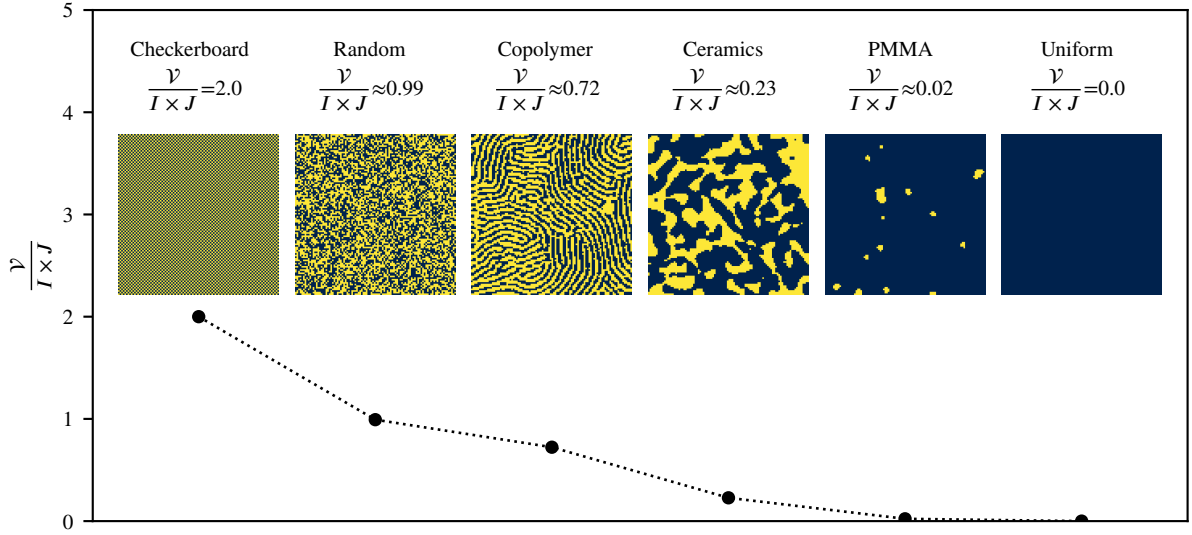 5
4
3
2
1
0
𝒱
I × J
Checkerboard
𝒱
I × J
=2.0
Random
𝒱
I × J
≈0.99
Copolymer
𝒱
I × J
≈0.72
Ceramics
𝒱
I × J
≈0.23
PMMA
𝒱
I × J
≈0.02
Uniform
𝒱
I × J
=0.0